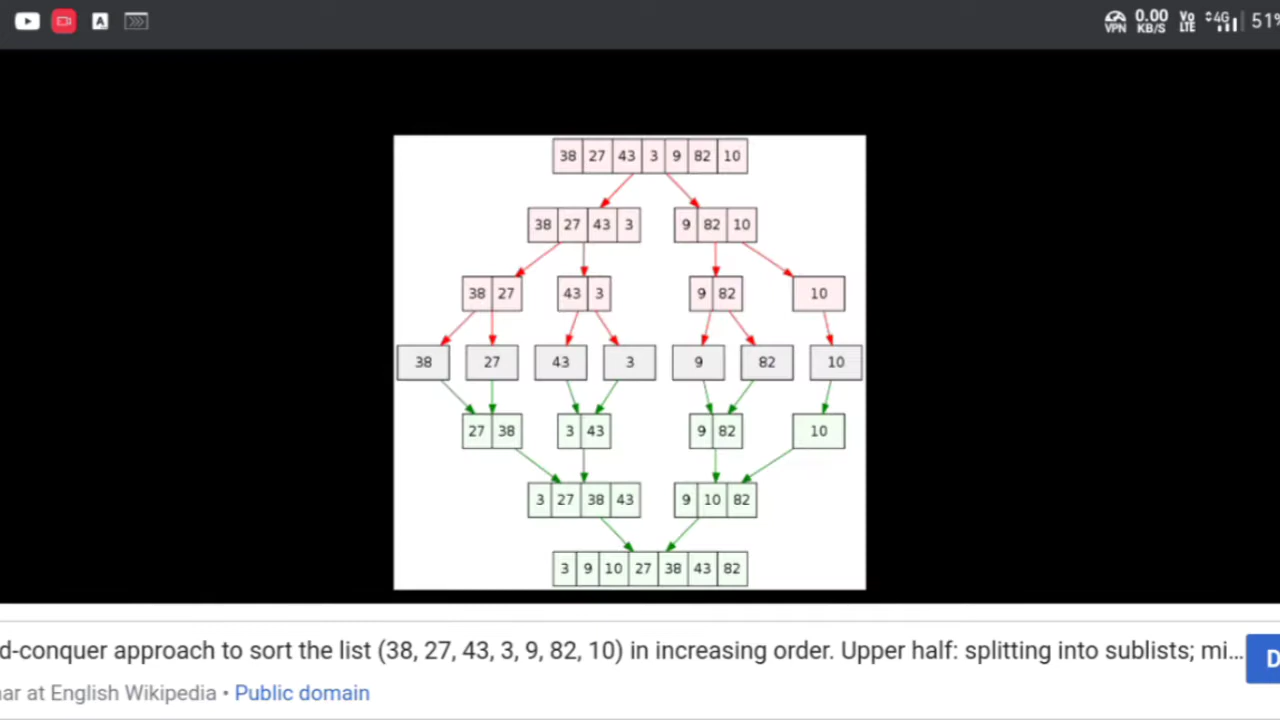 A VPN 0.00 KB/S Vo LTE 4G 51%
38 27 43 3 9 82 10
38 27 43 3 9 82 10
38 27 43 3 9 82 10
38 27 43 3 9 82 10
27 38 3 43 9 82 10
3 27 38 43 9 10 82
3 9 10 27 38 43 82
d-conquer approach to sort the list (38, 27, 43, 3, 9, 82, 10) in increasing order. Upper half: splitting into sublists; mi... D
ar at English Wikipedia • Public domain